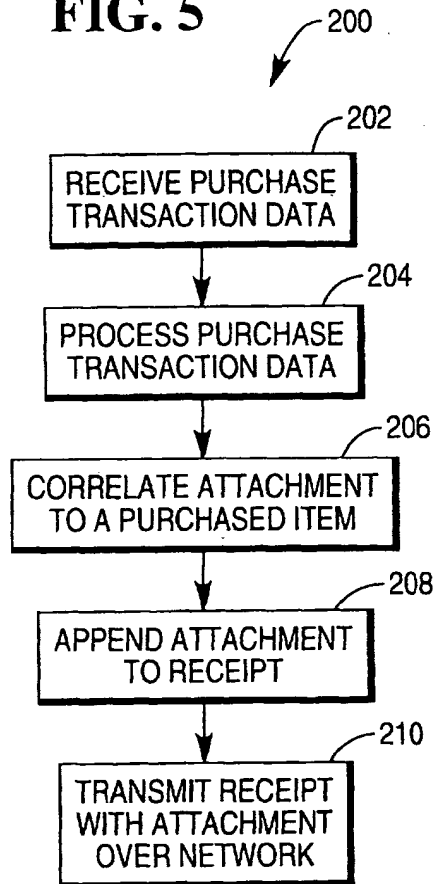 FIG. 5
200
202
RECEIVE PURCHASE
TRANSACTION DATA
204
PROCESS PURCHASE
TRANSACTION DATA
206
CORRELATE ATTACHMENT
TO A PURCHASED ITEM
208
APPEND ATTACHMENT
TO RECEIPT
210
TRANSMIT RECEIPT
WITH ATTACHMENT
OVER NETWORK